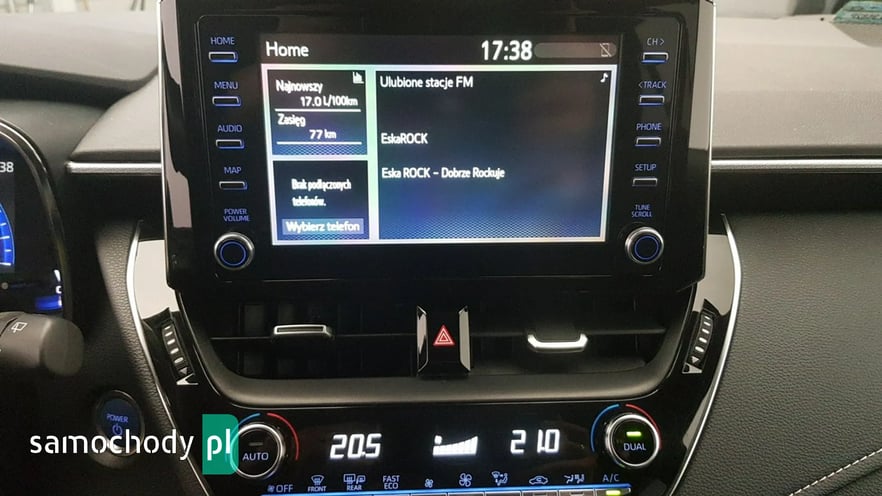 HOME
MENU
AUDIO
MAP
POWER
VOLUME
Home
17:38
Najnowszy
17.0 L/100km
Zasięg
77 km
Brak podłączonych
telefonów.
Wybierz telefon
Ulubione stacje FM
EskaROCK
Eska ROCK - Dobrze Rockuje
CH >
< TRACK
PHONE
SETUP
TUNE
SCROLL
38
POWER
samochody pl
AUTO
20.5
21.0
DUAL
OFF
FRONT
REAR
FAST
ECO
A/C